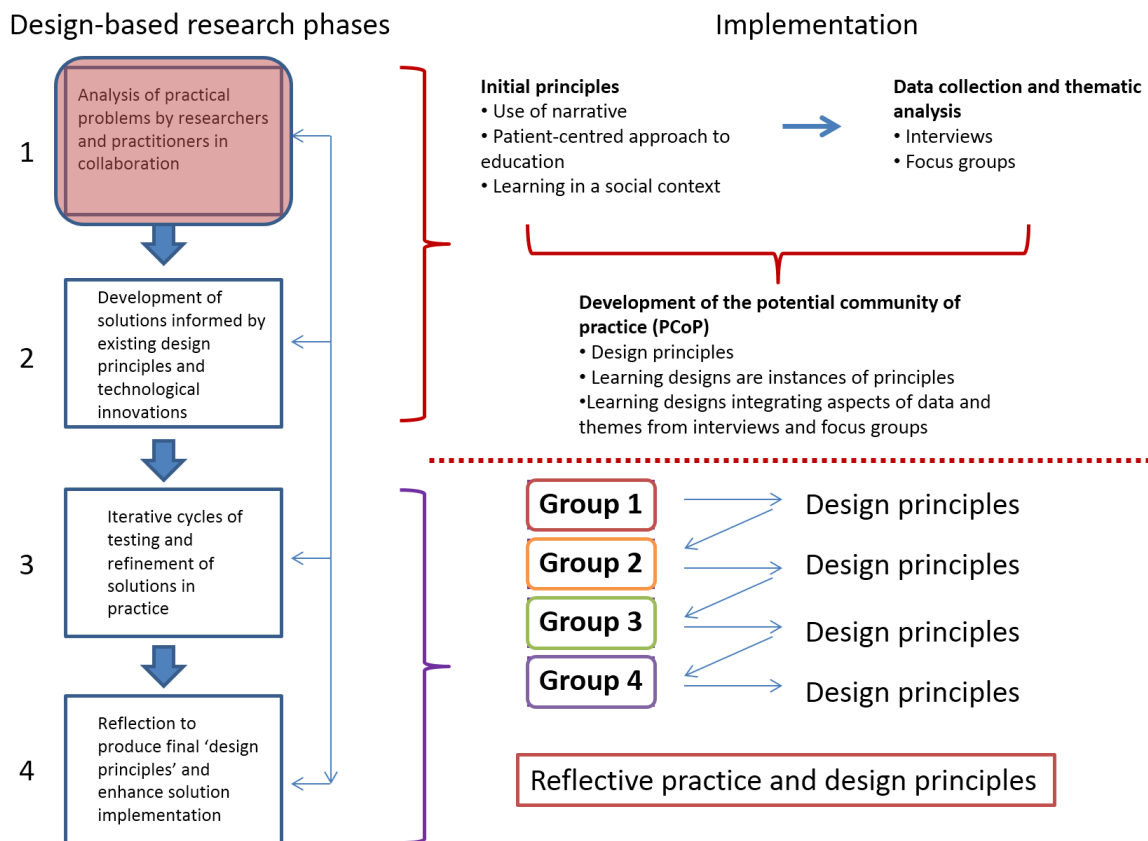 Design-based research phases
Implementation
1
Analysis of practical
problems by researchers
and practitioners in
collaboration
2
Development of
solutions informed by
existing design
principles and
technological
innovations
3
Iterative cycles of
testing and
refinement of
solutions in
practice
4
Reflection to
produce final ‘design
principles’ and
enhance solution
implementation
Initial principles
• Use of narrative
• Patient-centred approach to
education
• Learning in a social context
Data collection and thematic
analysis
• Interviews
• Focus groups
Development of the potential community of
practice (PCoP)
• Design principles
• Learning designs are instances of principles
•Learning designs integrating aspects of data and
themes from interviews and focus groups
Group 1
Design principles
Group 2
Design principles
Group 3
Design principles
Group 4
Design principles
Reflective practice and design principles